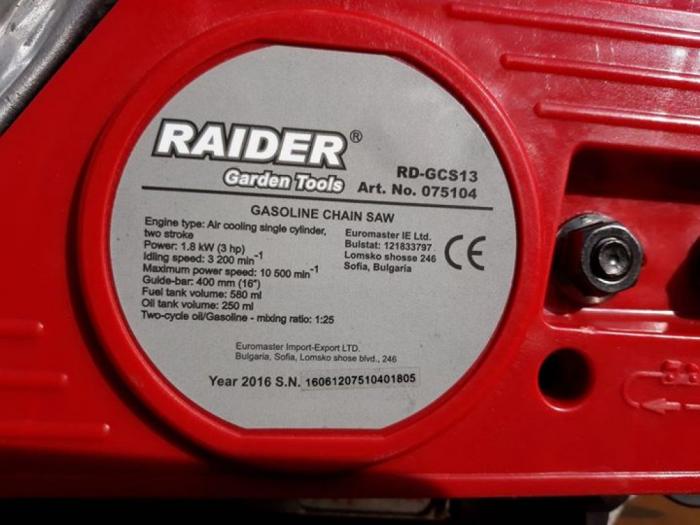 RAIDER®
Garden Tools
RD-GCS13
Art. No. 075104
GASOLINE CHAIN SAW
Engine type: Air cooling single cylinder,
two stroke
Power: 1.8 kW (3 hp)
Idling speed: 3 200 min-1
Maximum power speed: 10 500 min-1
Guide-bar: 400 mm (16")
Fuel tank volume: 580 ml
Oil tank volume: 250 ml
Two-cycle oil/Gasoline - mixing ratio: 1:25
Euromaster IE Ltd.
Bulstat: 121833797
Lomsko shosse 246
Sofia, Bulgaria
CE
Euromaster Import-Export LTD.
Bulgaria, Sofia, Lomsko shose blvd., 246
Year 2016 S.N. 16061207510401805